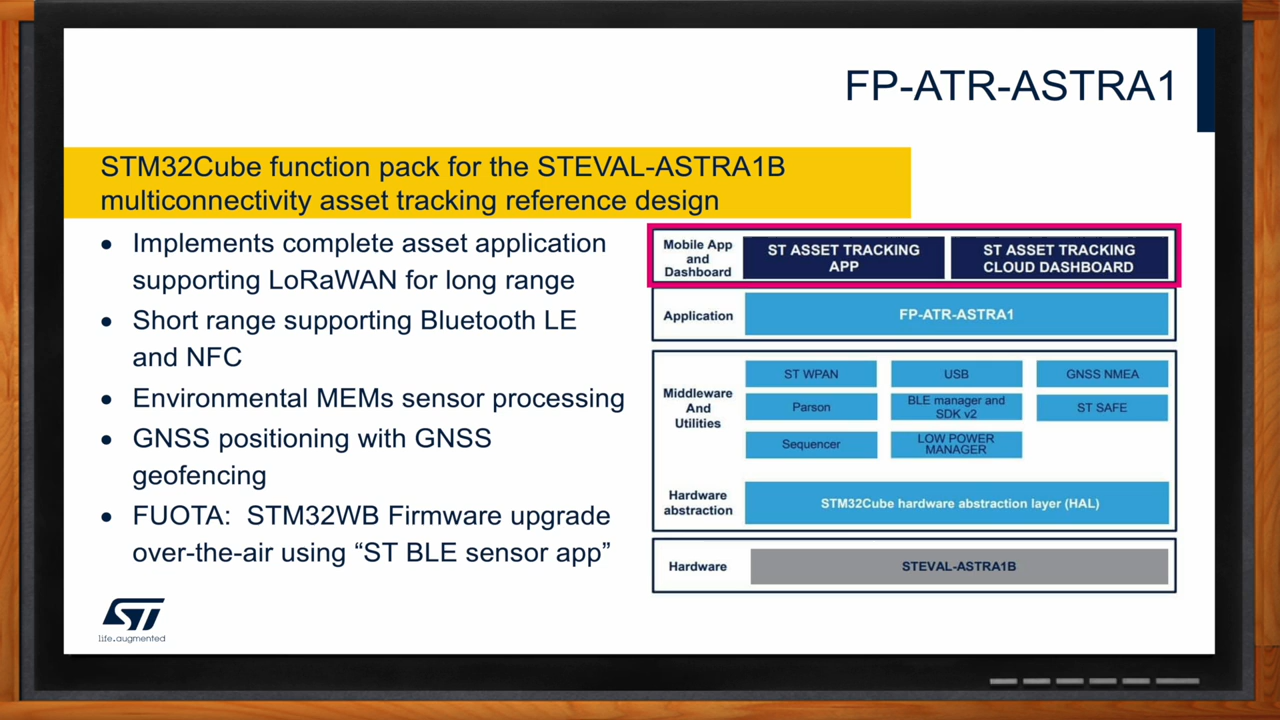 FP-ATR-ASTRA1
STM32Cube function pack for the STEVAL-ASTRA1B
multiconnectivity asset tracking reference design
• Implements complete asset application
supporting LoRaWAN for long range
• Short range supporting Bluetooth LE
and NFC
• Environmental MEMs sensor processing
• GNSS positioning with GNSS
geofencing
• FUOTA: STM32WB Firmware upgrade
over-the-air using “ST BLE sensor app”
Mobile App
and
Dashboard
ST ASSET TRACKING
APP
ST ASSET TRACKING
CLOUD DASHBOARD
Application
FP-ATR-ASTRA1
Middleware
And
Utilities
ST WPAN
USB
GNSS NMEA
Parson
BLE manager and
SDK v2
ST SAFE
Sequencer
LOW POWER
MANAGER
Hardware
abstraction
STM32Cube hardware abstraction layer (HAL)
Hardware
STEVAL-ASTRA1B
ST
life.augmented